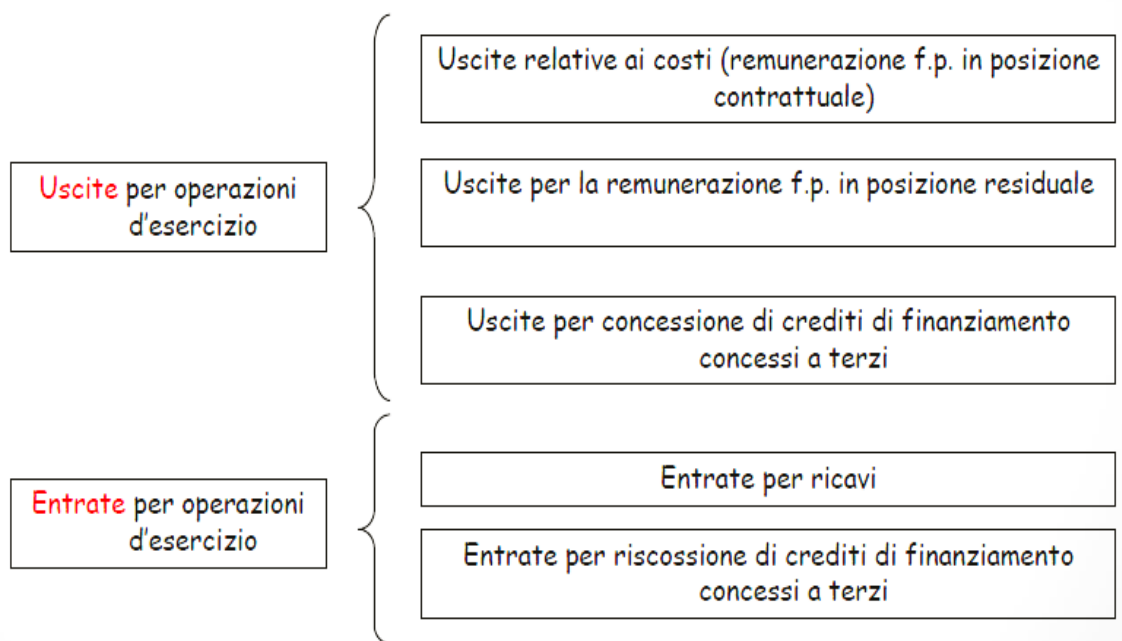 Uscite relative ai costi (remunerazione f.p. in posizione
contrattuale)
Uscite per operazioni
d'esercizio
Uscite per la remunerazione f.p. in posizione residuale
Uscite per concessione di crediti di finanziamento
concessi a terzi
Entrate per operazioni
d'esercizio
Entrate per ricavi
Entrate per riscossione di crediti di finanziamento
concessi a terzi